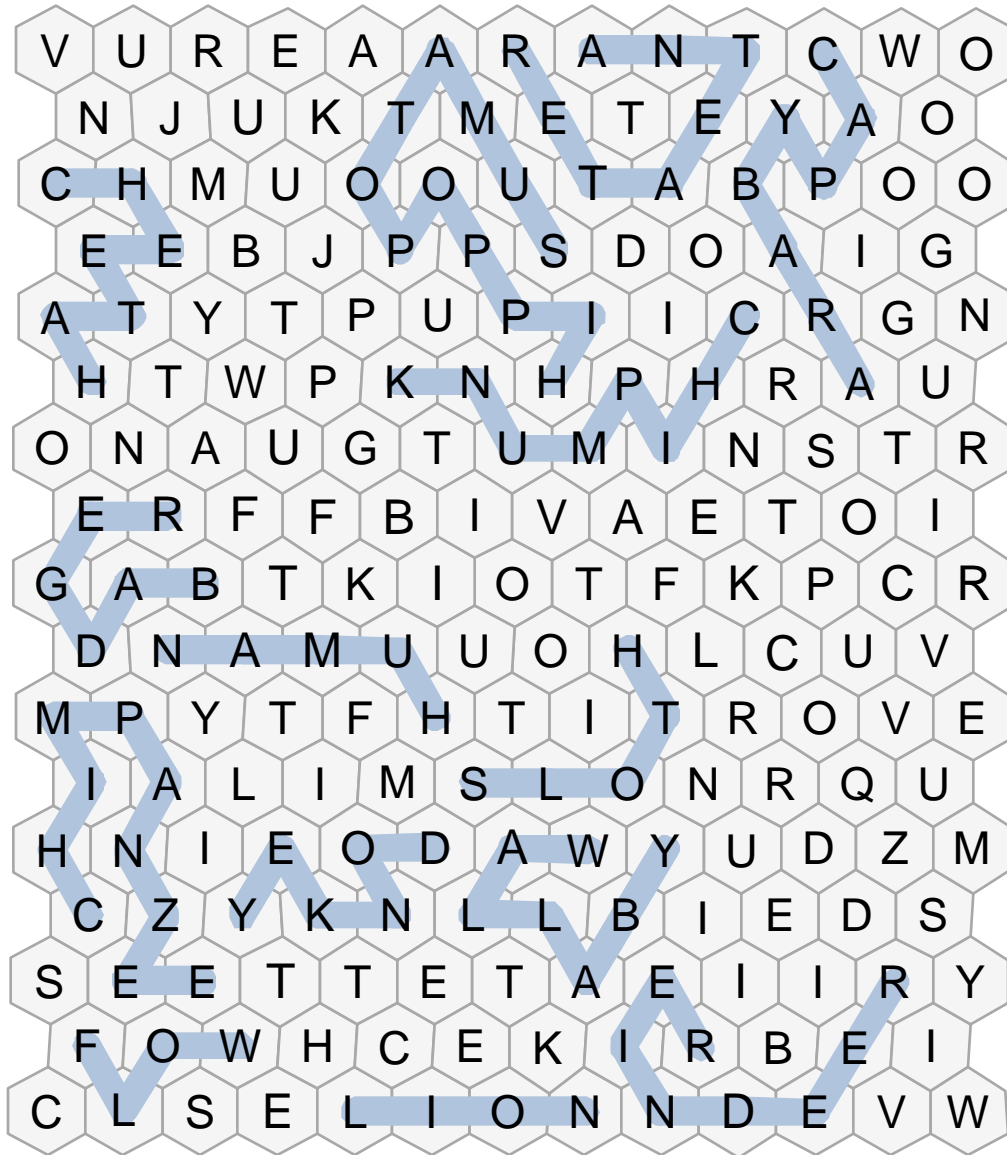 V U R E A A R A N T C W O
N J U K T M E T E Y A O
C H M U O O U T A B P O O
E E B J P P S D O A I G
A T Y T P U P I I C R G N
H T W P K N H P H R A U
O N A U G T U M I N S T R
E R F F B I V A E T O I
G A B T K I O T F K P C R
D N A M U U O H L C U V
M P Y T F H T I T R O V E
I A L I M S L O N R Q U
H N I E O D A W Y U D Z M
C Z Y K N L L B I E D S
S E E T T E T A E I I R Y
F O W H C E K I R B E I
C L S E L I O N N D E V W